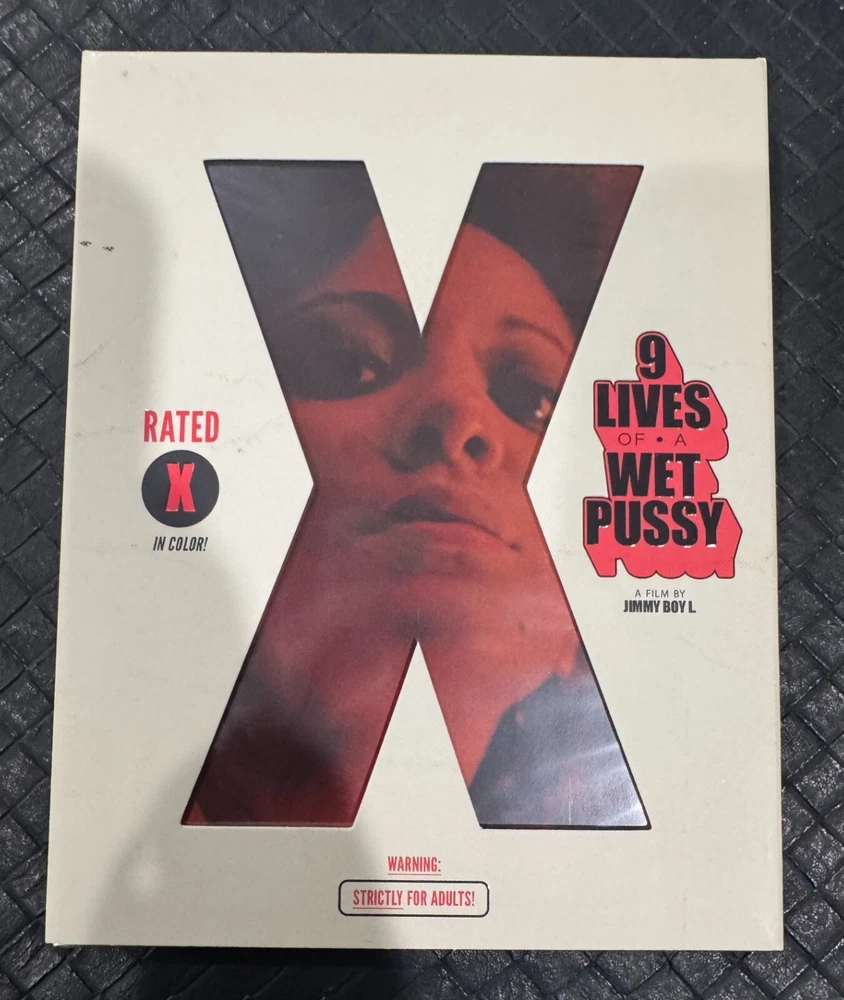 RATED
X
IN COLOR!
9
LIVES
OF • A
WET
PUSSY
A FILM BY
JIMMY BOY L.
WARNING:
STRICTLY FOR ADULTS!